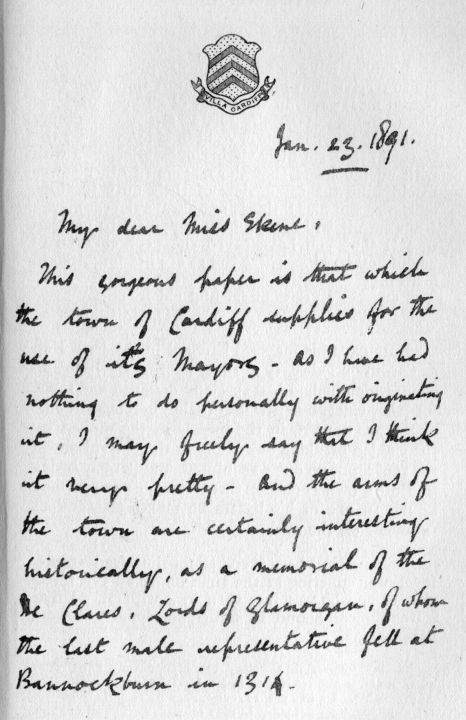 VILLA CARDIFF
Jan. 23. 1891.
My dear Miss Skene,
This gorgeous paper is that which
the town of Cardiff supplies for the
use of its Mayors - As I have had
nothing to do personally with originating
it, I may freely say that I think
it very pretty - And the arms of
the town are certainly interesting
historically, as a memorial of the
De Clares, Lords of Glamorgan, of whom
the last male representative fell at
Bannockburn in 1314.